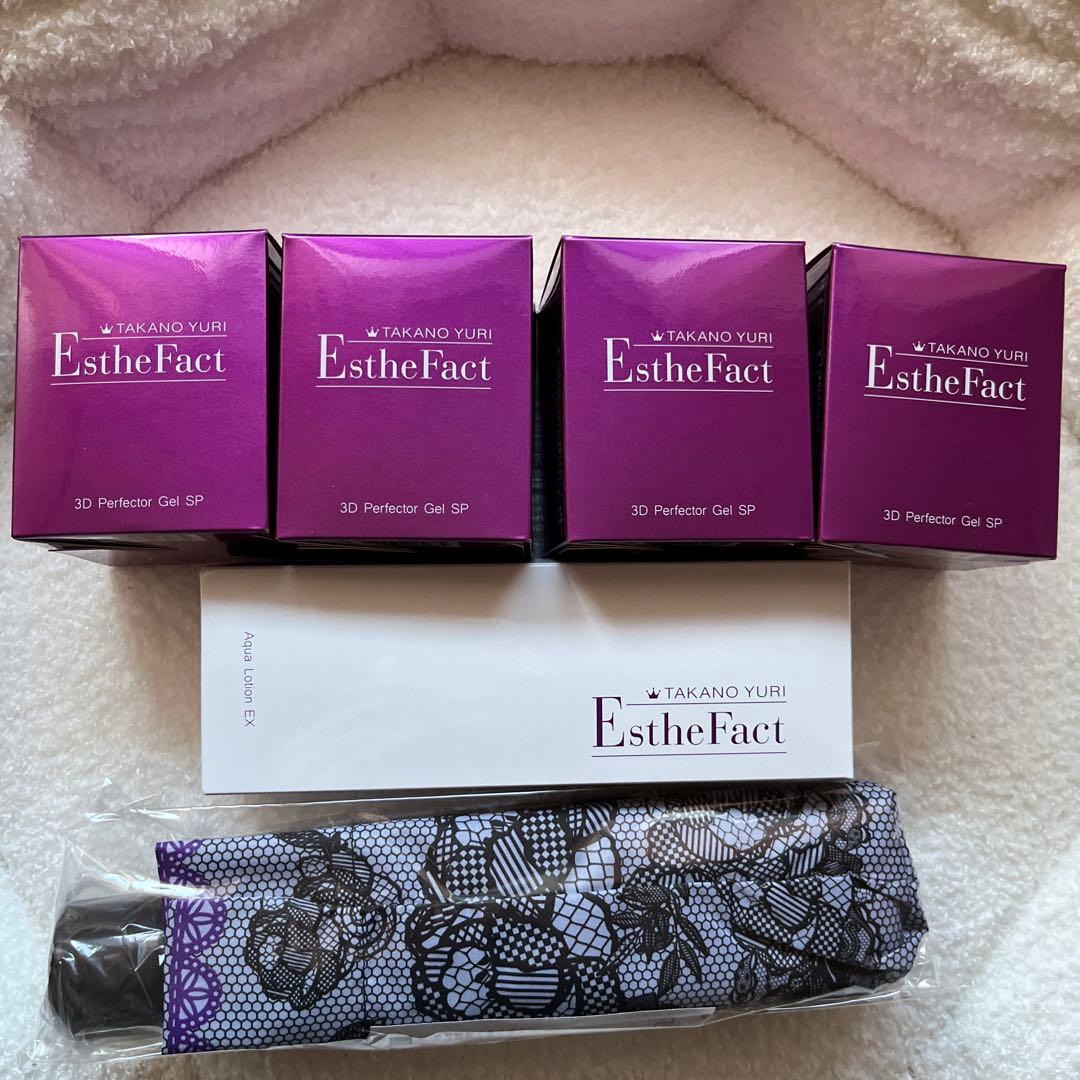 TAKANO YURI
EstheFact
3D Perfector Gel SP
TAKANO YURI
EstheFact
3D Perfector Gel SP
TAKANO YURI
EstheFact
3D Perfector Gel SP
TAKANO YURI
EstheFact
3D Perfector Gel SP
Aqua Lotion EX
TAKANO YURI
EstheFact